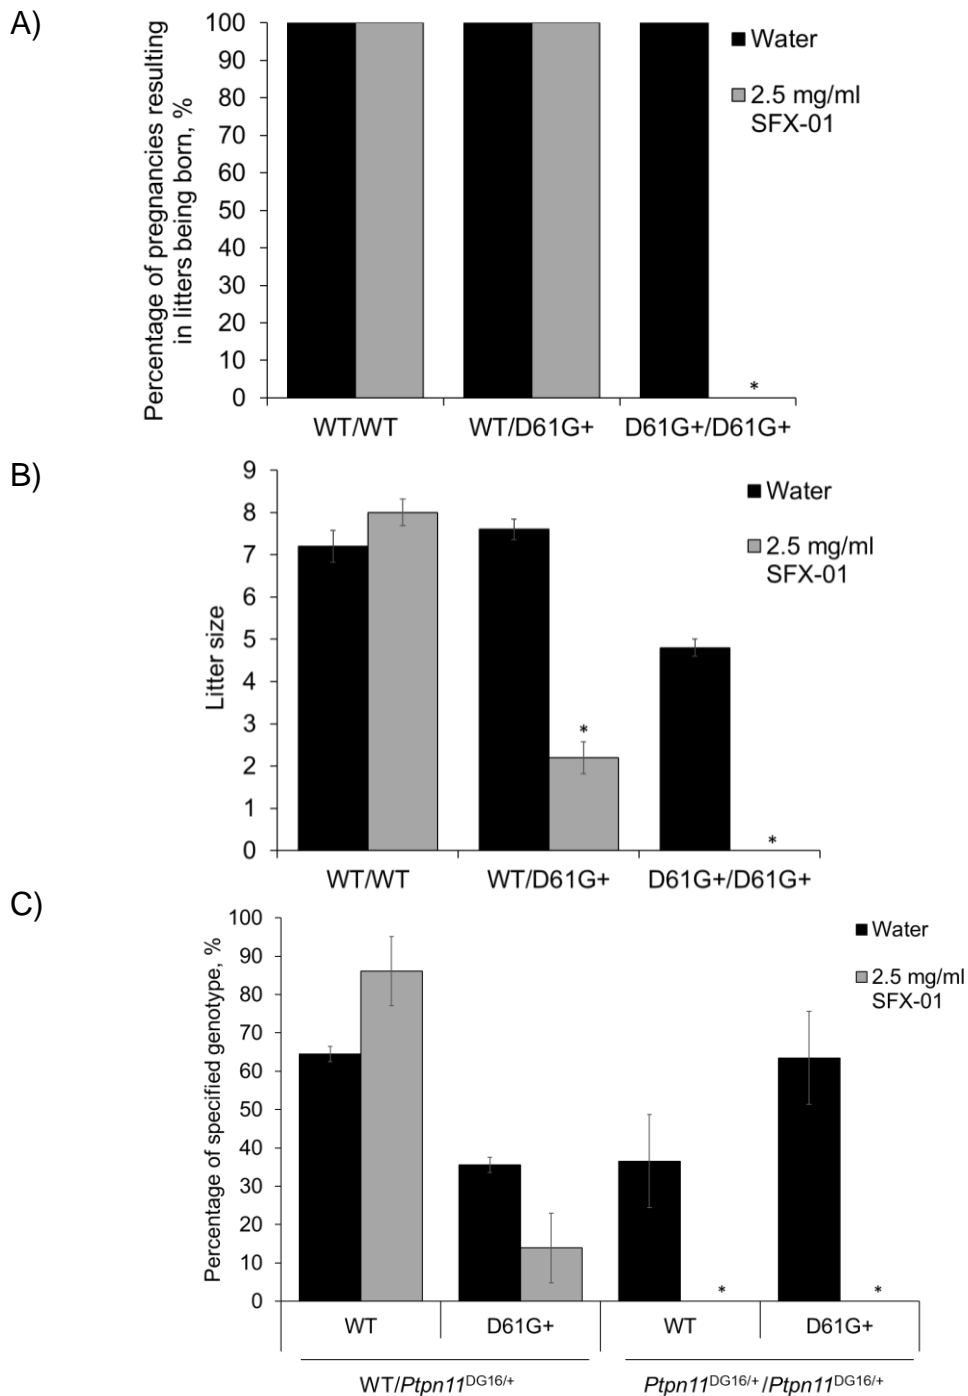 A)
Percentage of pregnancies resulting
in litters being born, %
100
90
80
70
60
50
40
30
20
10
0
Water
2.5 mg/ml
SFX-01
*
WT/WT
WT/D61G+
D61G+/D61G+
B)
Litter size
9
8
7
6
5
4
3
2
1
0
Water
2.5 mg/ml
SFX-01
*
*
WT/WT
WT/D61G+
D61G+/D61G+
C)
Percentage of specified genotype, %
100
90
80
70
60
50
40
30
20
10
0
Water
2.5 mg/ml
SFX-01
*
*
WT
D61G+
WT
D61G+
WT/Ptpn11DG16/+
Ptpn11DG16/+/Ptpn11DG16/+